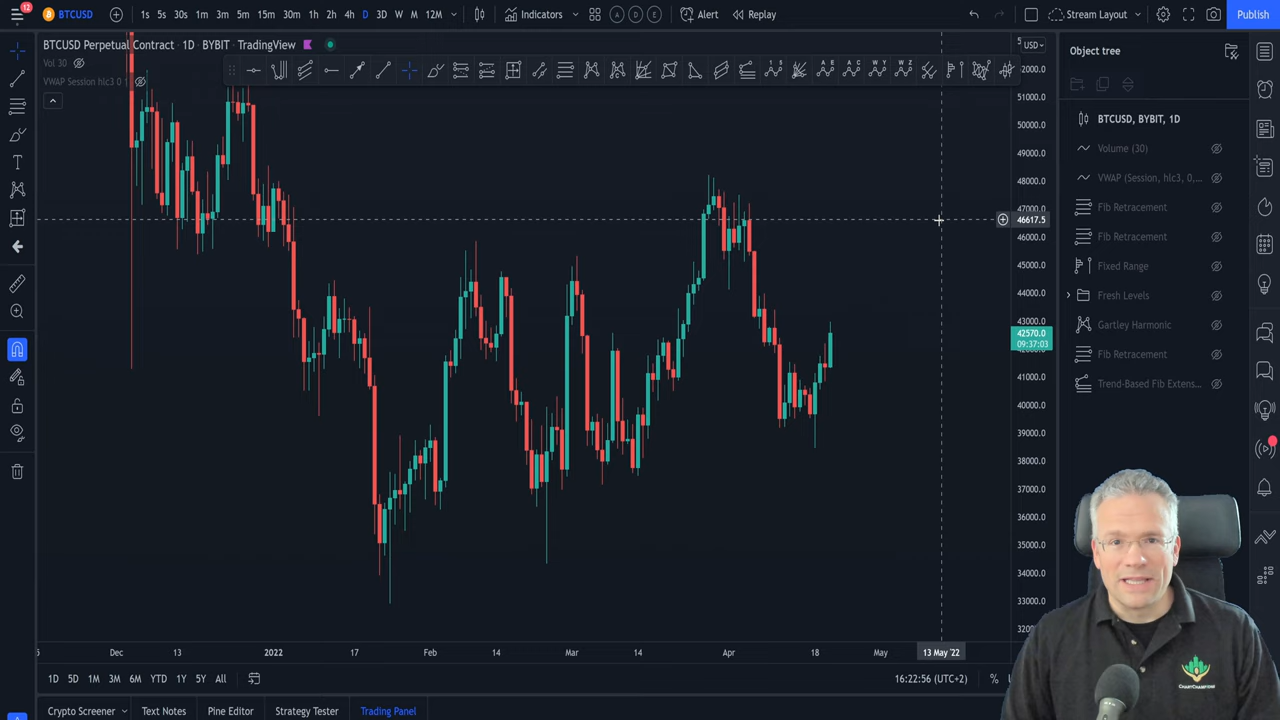 12
BTCUSD
1s 5s 30s 1m 3m 5m 15m 30m 1h 2h 4h D 3D W M 12M
Indicators
A D E
Alert
Replay
Stream Layout
Publish
BTCUSD Perpetual Contract · 1D · BYBIT · TradingView
Vol 30
VWAP Session hlc3 0 1
USD
52000.0
51000.0
50000.0
49000.0
48000.0
47000.0
46617.5
46000.0
45000.0
44000.0
43000.0
42570.0
09:37:03
41000.0
40000.0
39000.0
38000.0
37000.0
36000.0
35000.0
34000.0
33000.0
Dec 13 2022 17 Feb 14 Mar 14 Apr 18 May 13 May '22
1D 5D 1M 3M 6M YTD 1Y 5Y All
16:22:56 (UTC+2)
%
Crypto Screener
Text Notes
Pine Editor
Strategy Tester
Trading Panel
Object tree
BTCUSD, BYBIT, 1D
Volume (30)
VWAP (Session, hlc3, 0,...
Fib Retracement
Fib Retracement
Fixed Range
Fresh Levels
Gartley Harmonic
Fib Retracement
Trend-Based Fib Extens...
CHARTCHAMPIONS